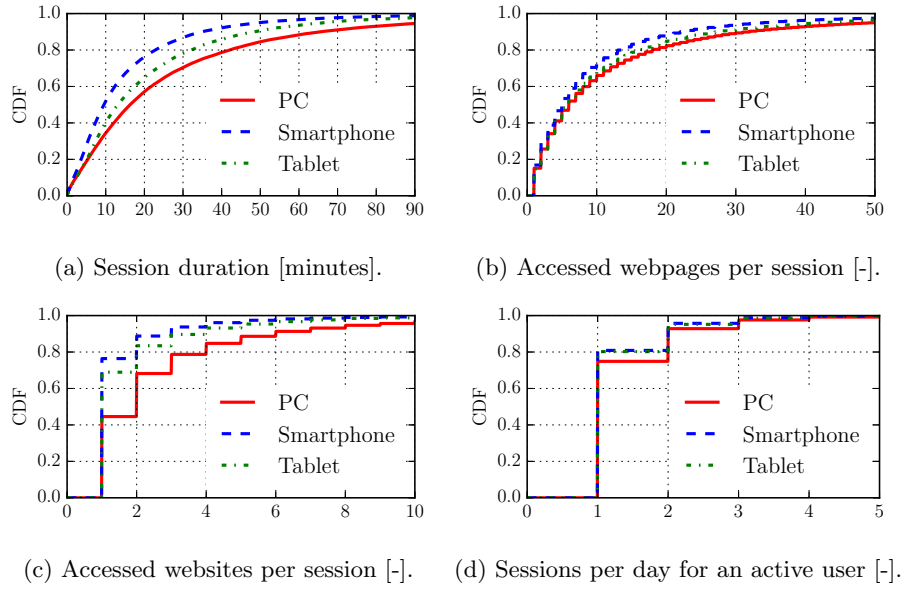 1.0
0.8
0.6
0.4
0.2
0.0
CDF
PC
Smartphone
Tablet
0 10 20 30 40 50 60 70 80 90
(a) Session duration [minutes].
1.0
0.8
0.6
0.4
0.2
0.0
CDF
PC
Smartphone
Tablet
0 10 20 30 40 50
(b) Accessed webpages per session [-].
1.0
0.8
0.6
0.4
0.2
0.0
CDF
PC
Smartphone
Tablet
0 2 4 6 8 10
(c) Accessed websites per session [-].
1.0
0.8
0.6
0.4
0.2
0.0
CDF
PC
Smartphone
Tablet
0 1 2 3 4 5
(d) Sessions per day for an active user [-].